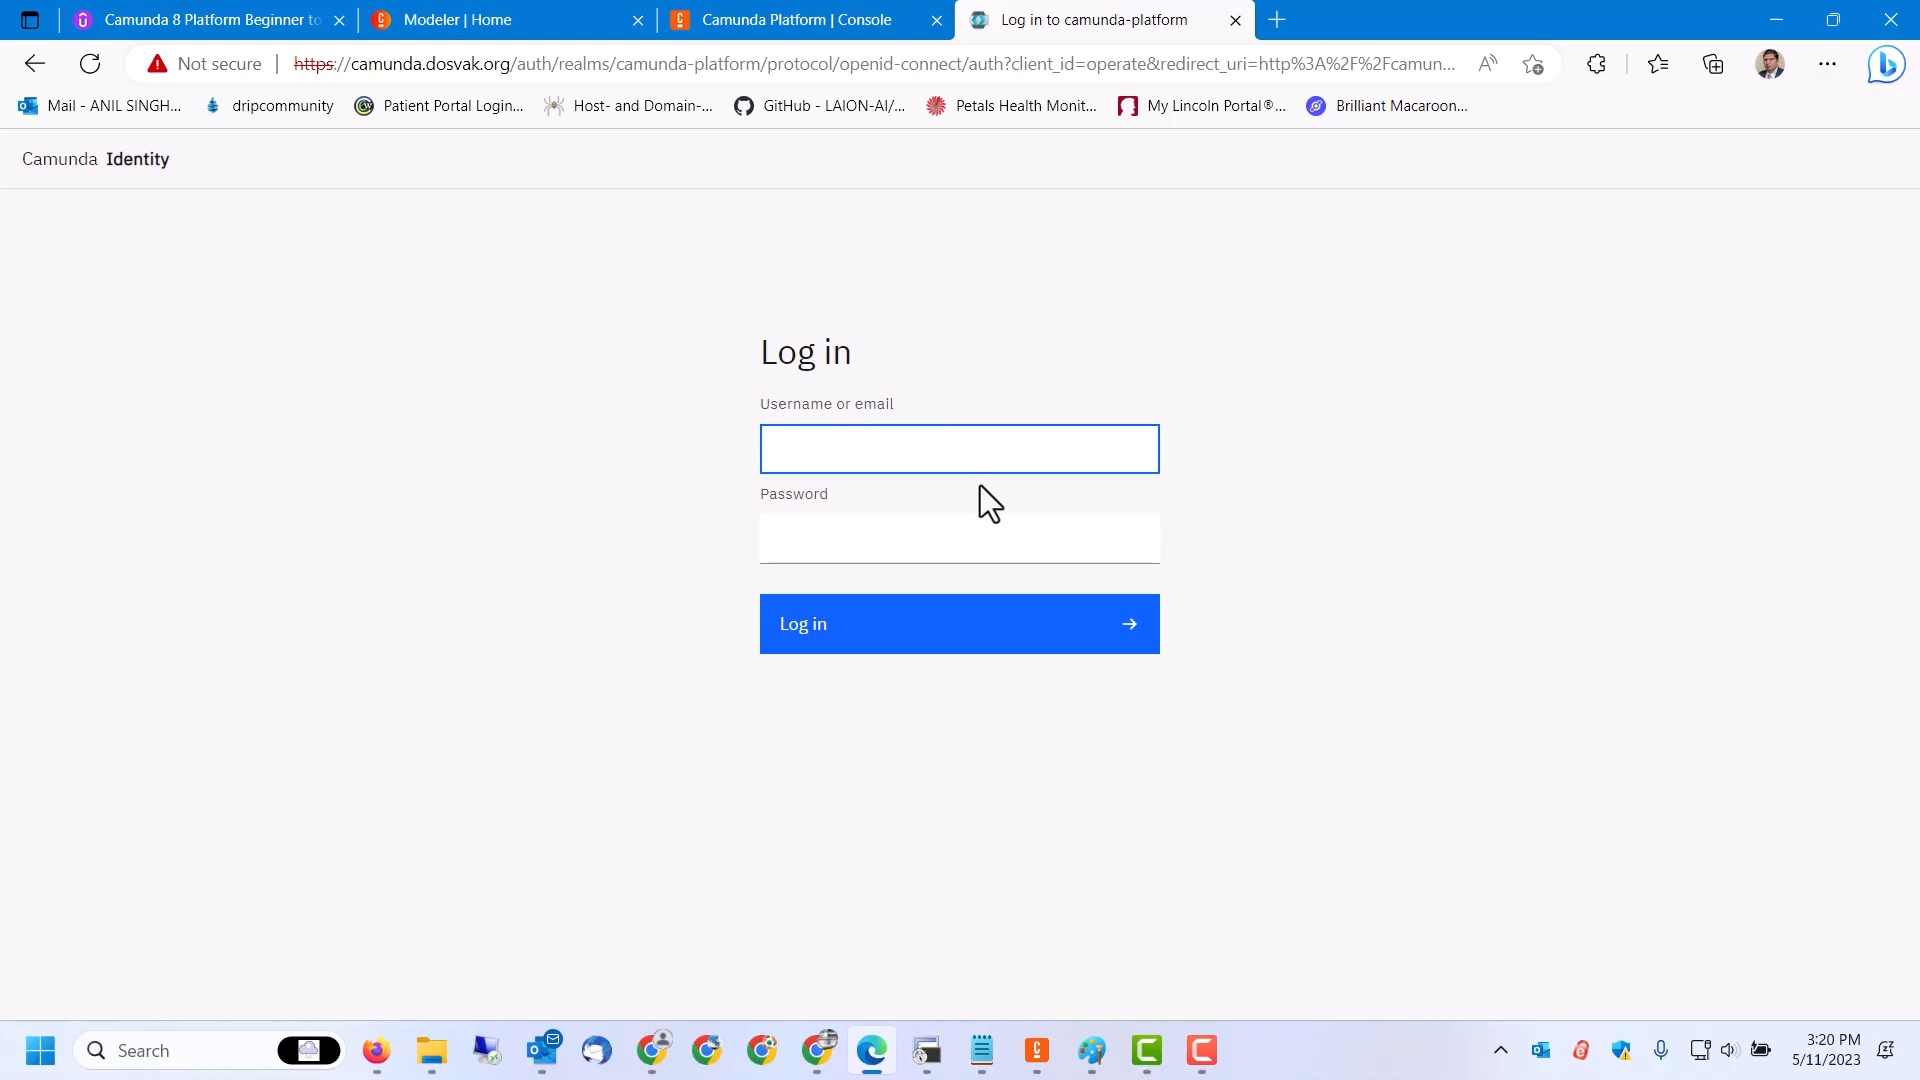 Camunda 8 Platform Beginner to
Modeler | Home
Camunda Platform | Console
Log in to camunda-platform
Not secure
https://camunda.dosvak.org/auth/realms/camunda-platform/protocol/openid-connect/auth?client_id=operate&redirect_uri=http%3A%2F%2Fcamun...
Mail - ANIL SINGH...
dripcommunity
Patient Portal Login...
Host- and Domain-...
GitHub - LAION-AI/...
Petals Health Monit...
My Lincoln Portal®...
Brilliant Macaroon...
Camunda Identity
Log in
Username or email
Password
Log in
Search
3:20 PM
5/11/2023